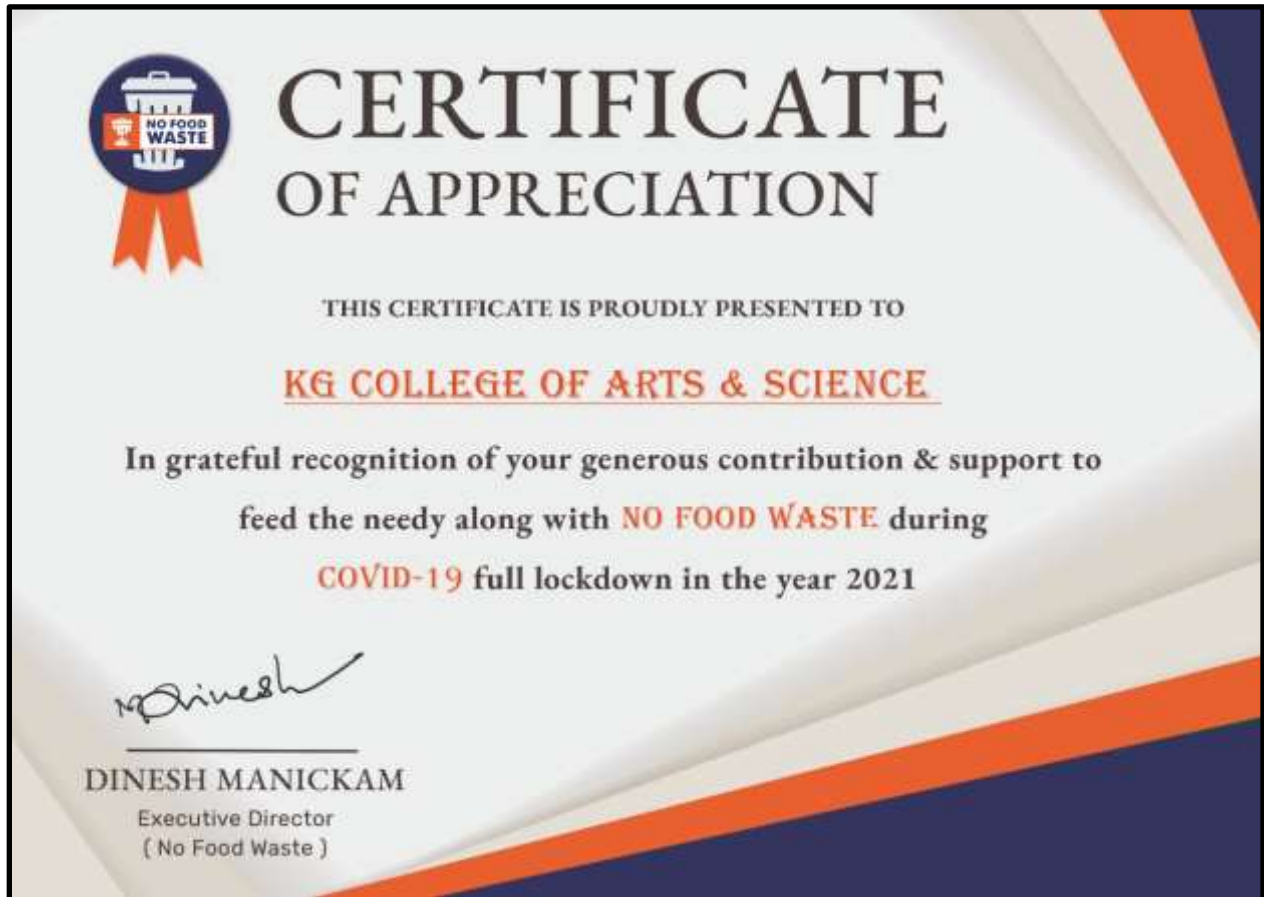 NO FOOD
WASTE
CERTIFICATE
OF APPRECIATION
THIS CERTIFICATE IS PROUDLY PRESENTED TO
KG COLLEGE OF ARTS & SCIENCE
In grateful recognition of your generous contribution & support to
feed the needy along with NO FOOD WASTE during
COVID-19 full lockdown in the year 2021
MDinesh
DINESH MANICKAM
Executive Director
( No Food Waste )